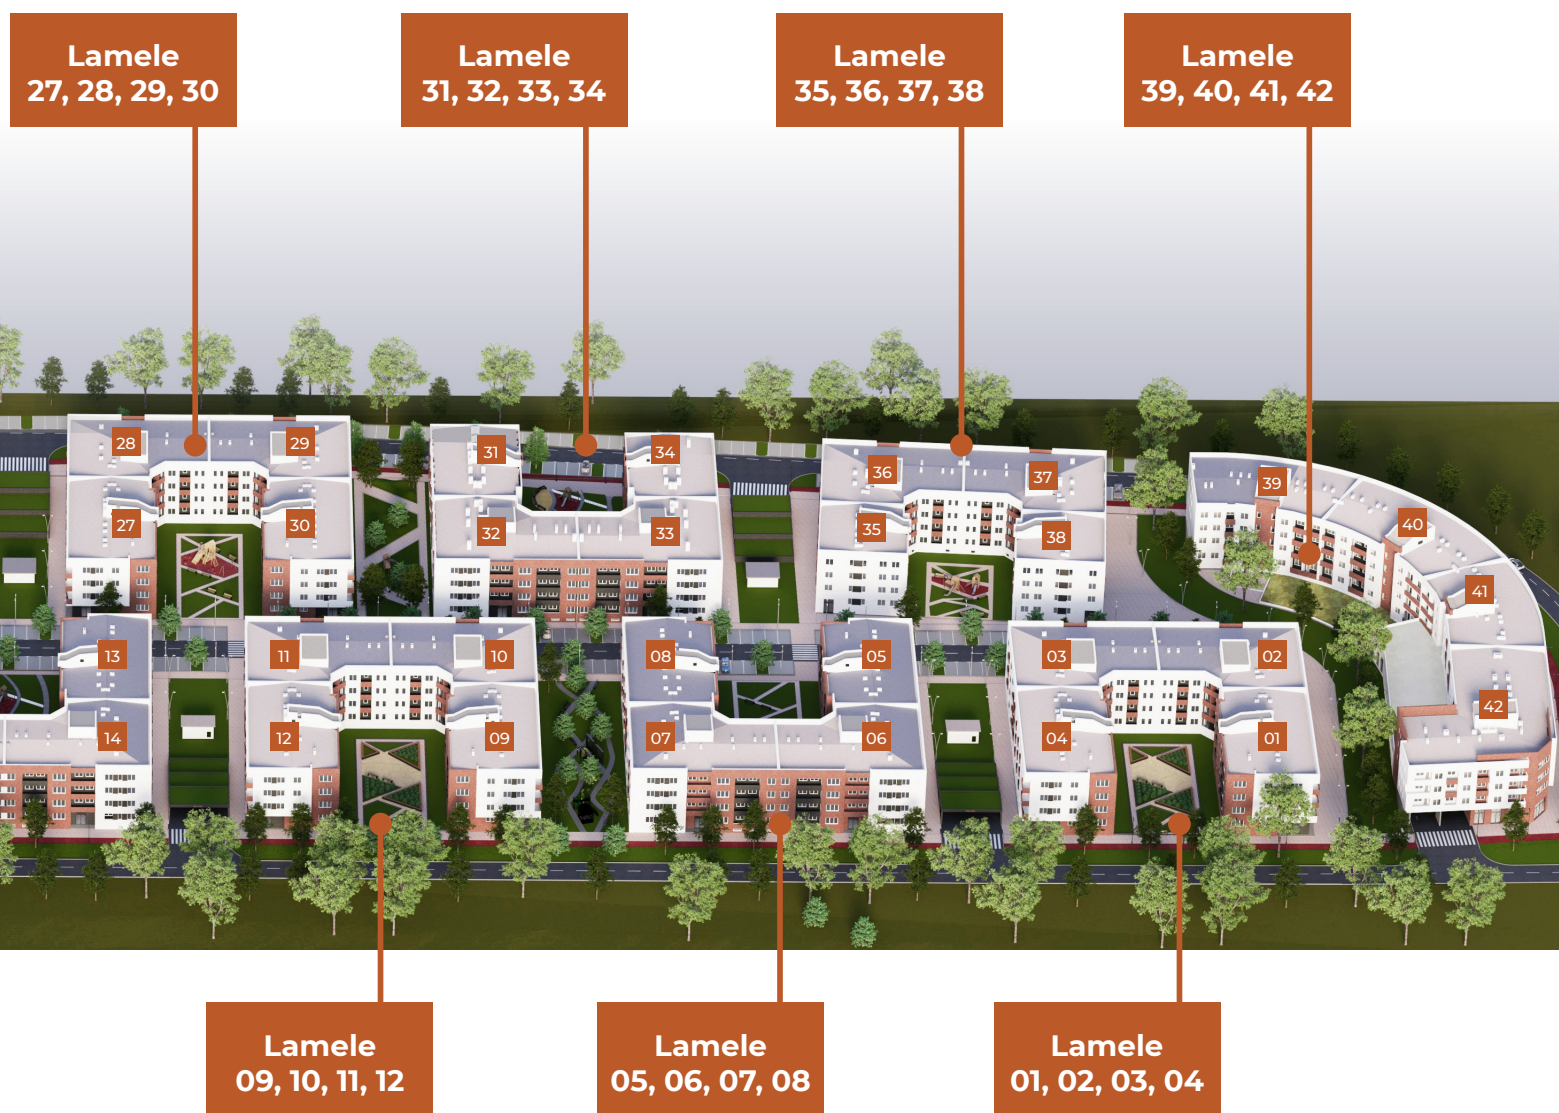 Lamele
27, 28, 29, 30
Lamele
31, 32, 33, 34
Lamele
35, 36, 37, 38
Lamele
39, 40, 41, 42
28
29
31
34
36
37
39
40
27
30
32
33
35
38
41
13
11
10
08
05
03
02
42
14
12
09
07
06
04
01
Lamele
09, 10, 11, 12
Lamele
05, 06, 07, 08
Lamele
01, 02, 03, 04